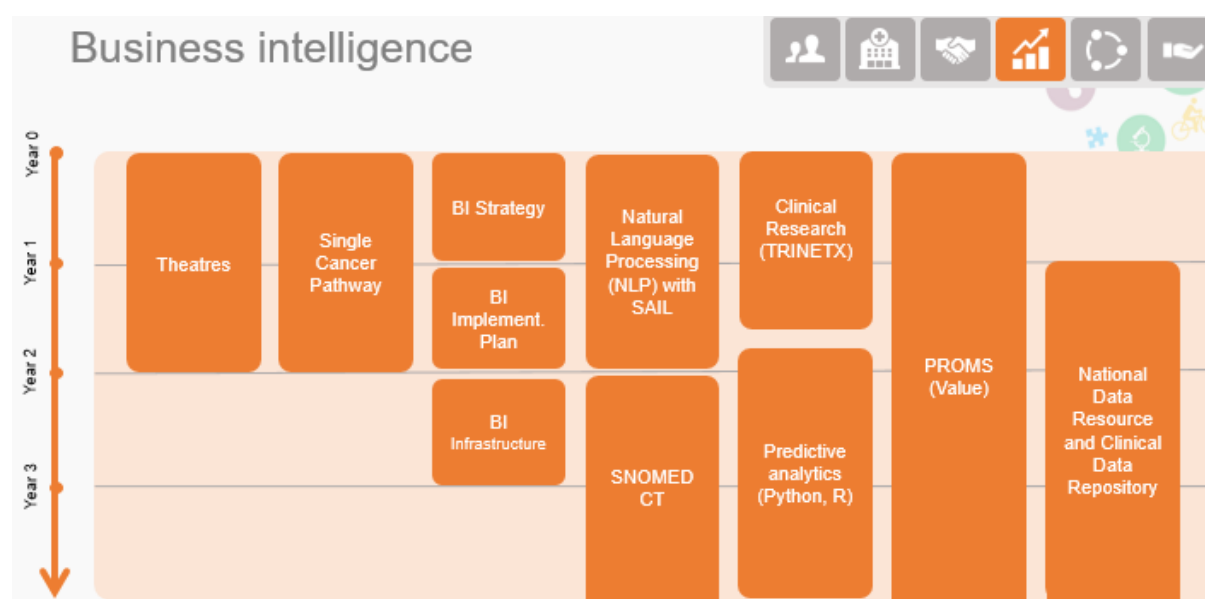 Business intelligence
Year 0
Year 1
Year 2
Year 3
Theatres
Single
Cancer
Pathway
BI Strategy
BI
Implement.
Plan
BI
Infrastructure
Natural
Language
Processing
(NLP) with
SAIL
SNOMED
CT
Clinical
Research
(TRINETX)
Predictive
analytics
(Python, R)
PROMS
(Value)
National
Data
Resource
and Clinical
Data
Repository